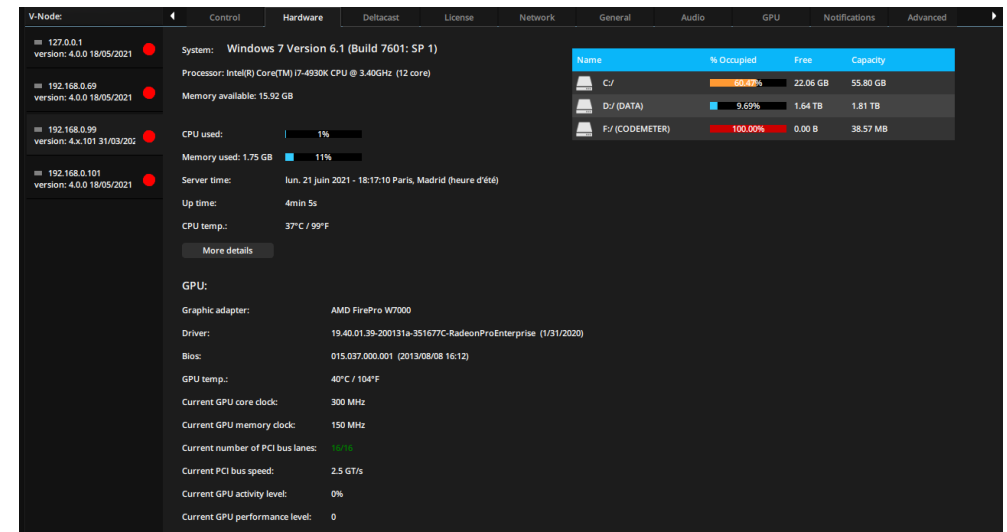 V-Node:
Control Hardware Deltacast License Network General Audio GPU Notifications Advanced
127.0.0.1
version: 4.0.0 18/05/2021
192.168.0.69
version: 4.0.0 18/05/2021
192.168.0.99
version: 4.x.101 31/03/202
192.168.0.101
version: 4.0.0 18/05/2021
System: Windows 7 Version 6.1 (Build 7601: SP 1)
Processor: Intel(R) Core(TM) i7-4930K CPU @ 3.40GHz (12 core)
Memory available: 15.92 GB
CPU used: 1%
Memory used: 1.75 GB 11%
Server time: lun. 21 juin 2021 - 18:17:10 Paris, Madrid (heure d'été)
Up time: 4min 5s
CPU temp.: 37°C / 99°F
More details
Name % Occupied Free Capacity
C:/ 60.47% 22.06 GB 55.80 GB
D:/ (DATA) 9.69% 1.64 TB 1.81 TB
F:/ (CODEMETER) 100.00% 0.00 B 38.57 MB
GPU:
Graphic adapter: AMD FirePro W7000
Driver: 19.40.01.39-200131a-351677C-RadeonProEnterprise (1/31/2020)
Bios: 015.037.000.001 (2013/08/08 16:12)
GPU temp.: 40°C / 104°F
Current GPU core clock: 300 MHz
Current GPU memory clock: 150 MHz
Current number of PCI bus lanes: 16/16
Current PCI bus speed: 2.5 GT/s
Current GPU activity level: 0%
Current GPU performance level: 0